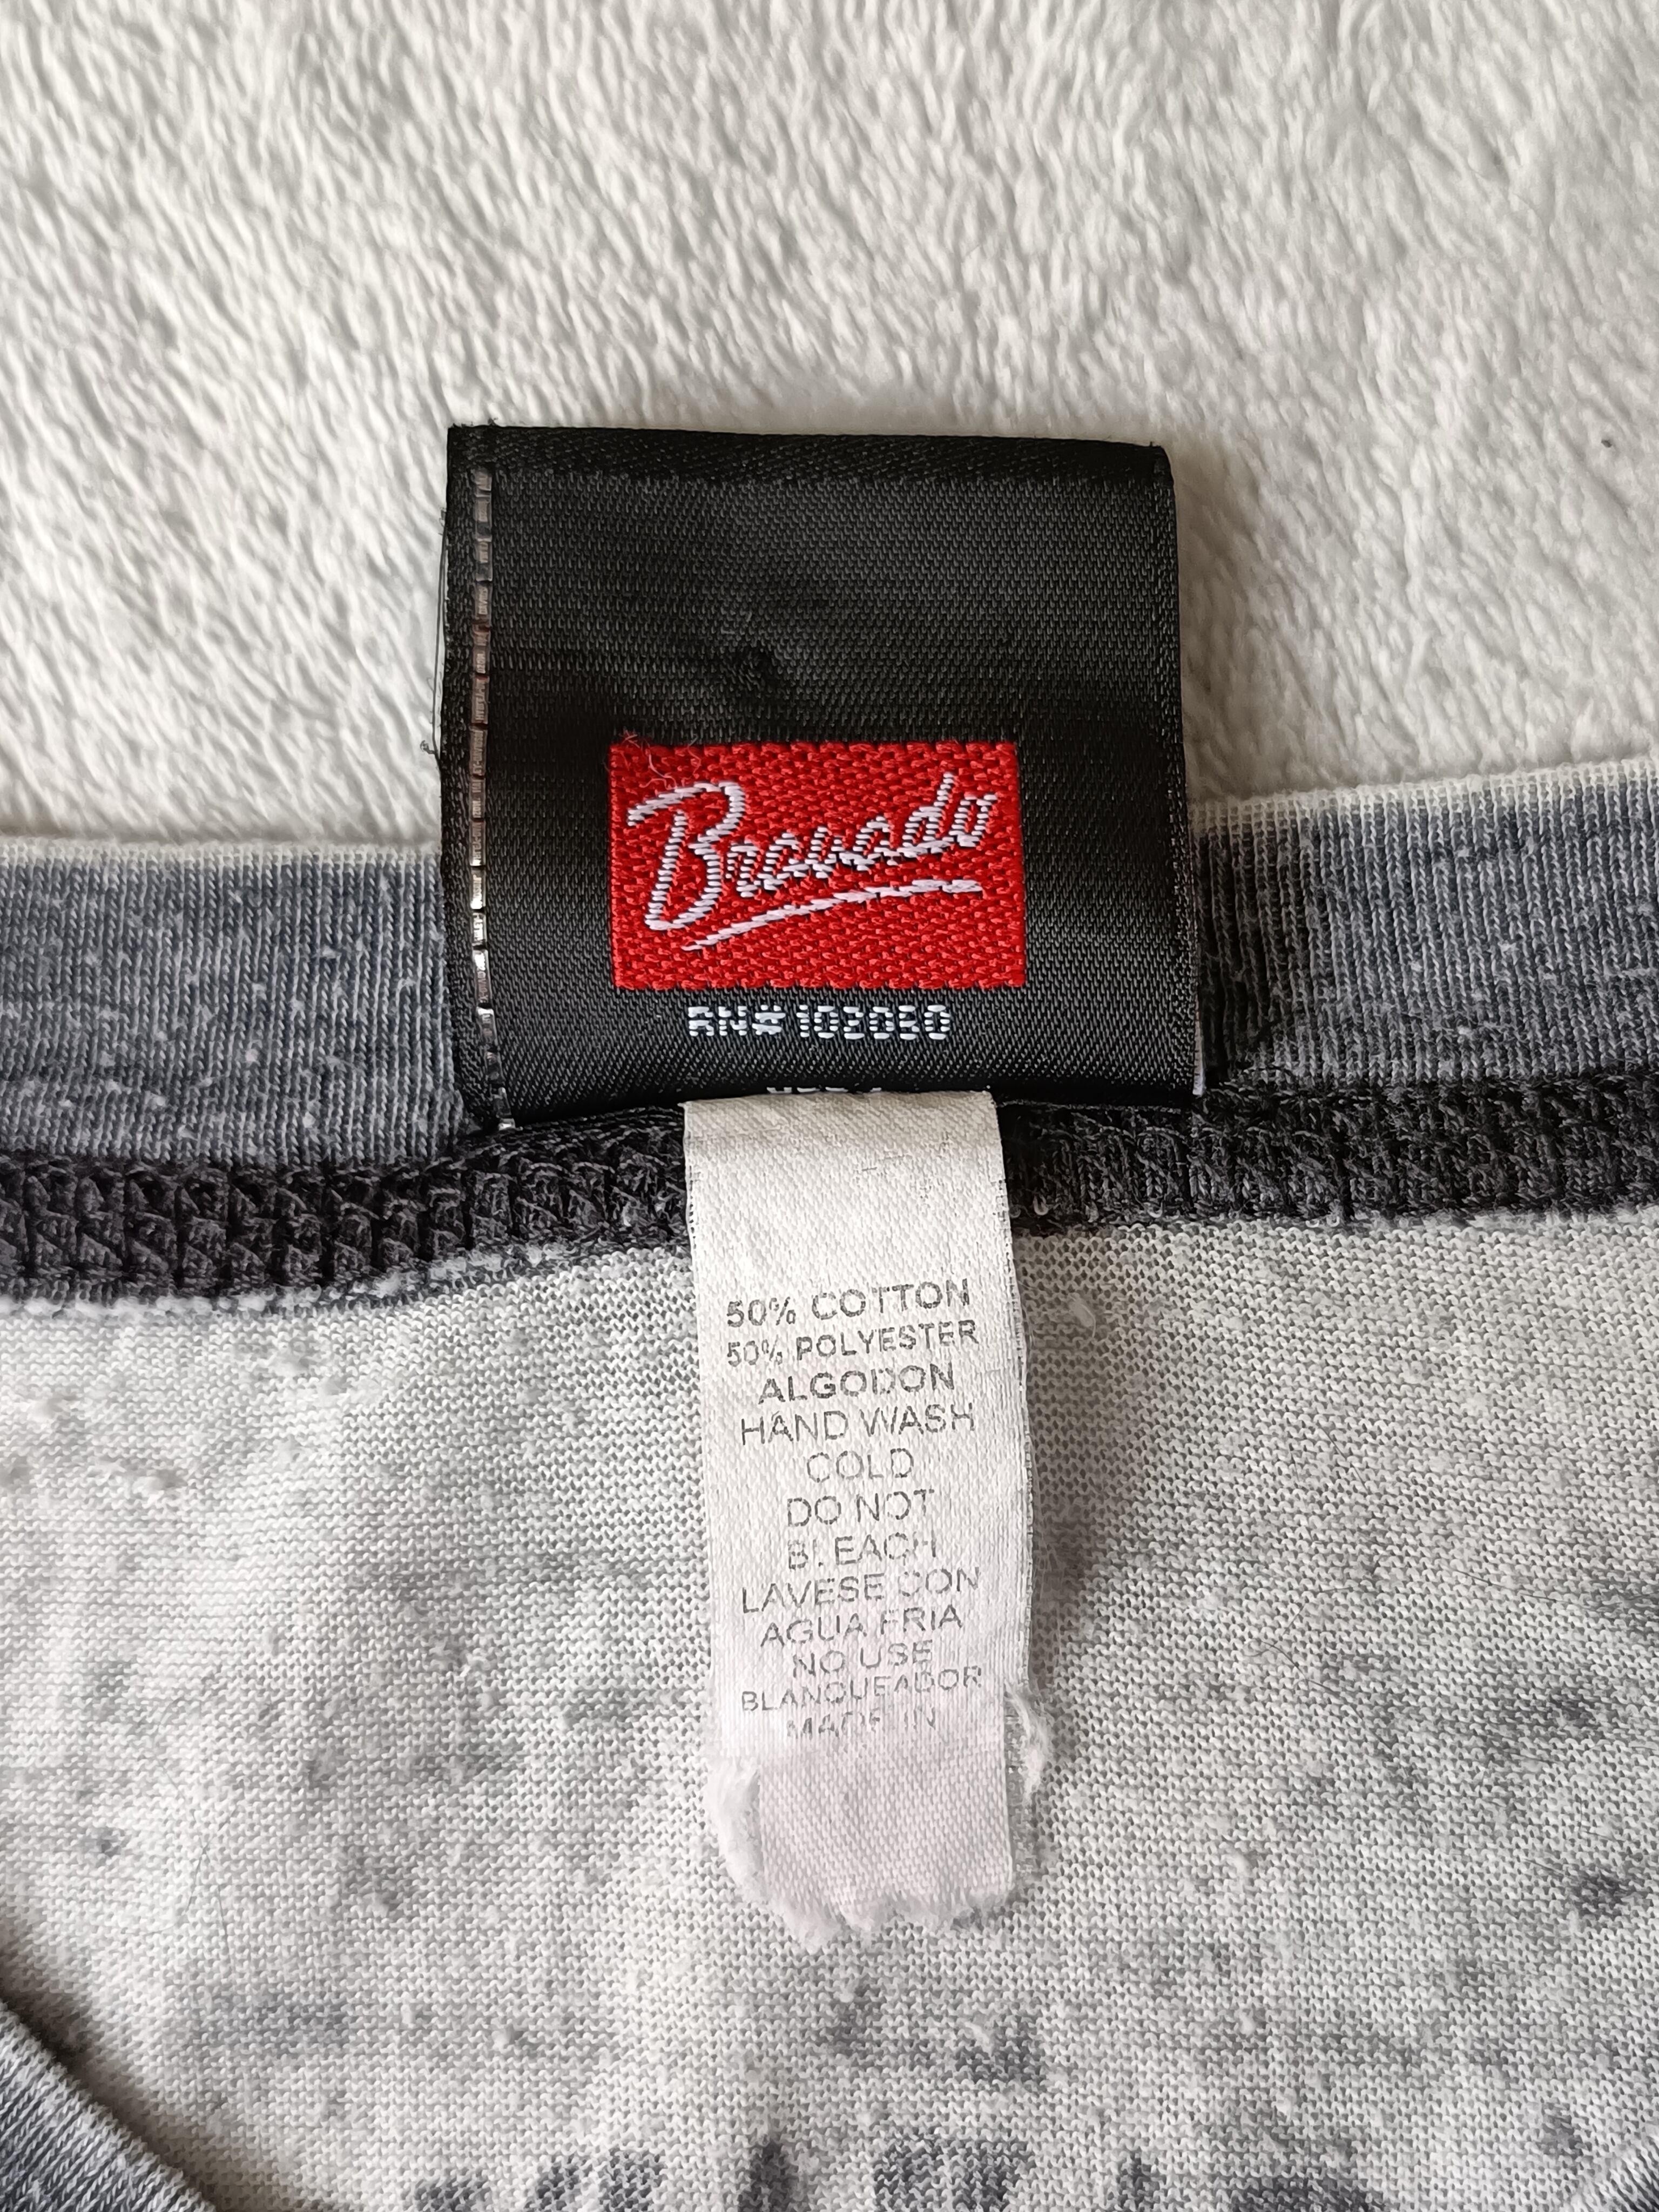 Bravado
RN#102030
50% COTTON
50% POLYESTER
ALGODON
HAND WASH
COLD
DO NOT
BLEACH
LAVESE CON
AGUA FRIA
NO USE
BLANQUEADOR
MADE IN